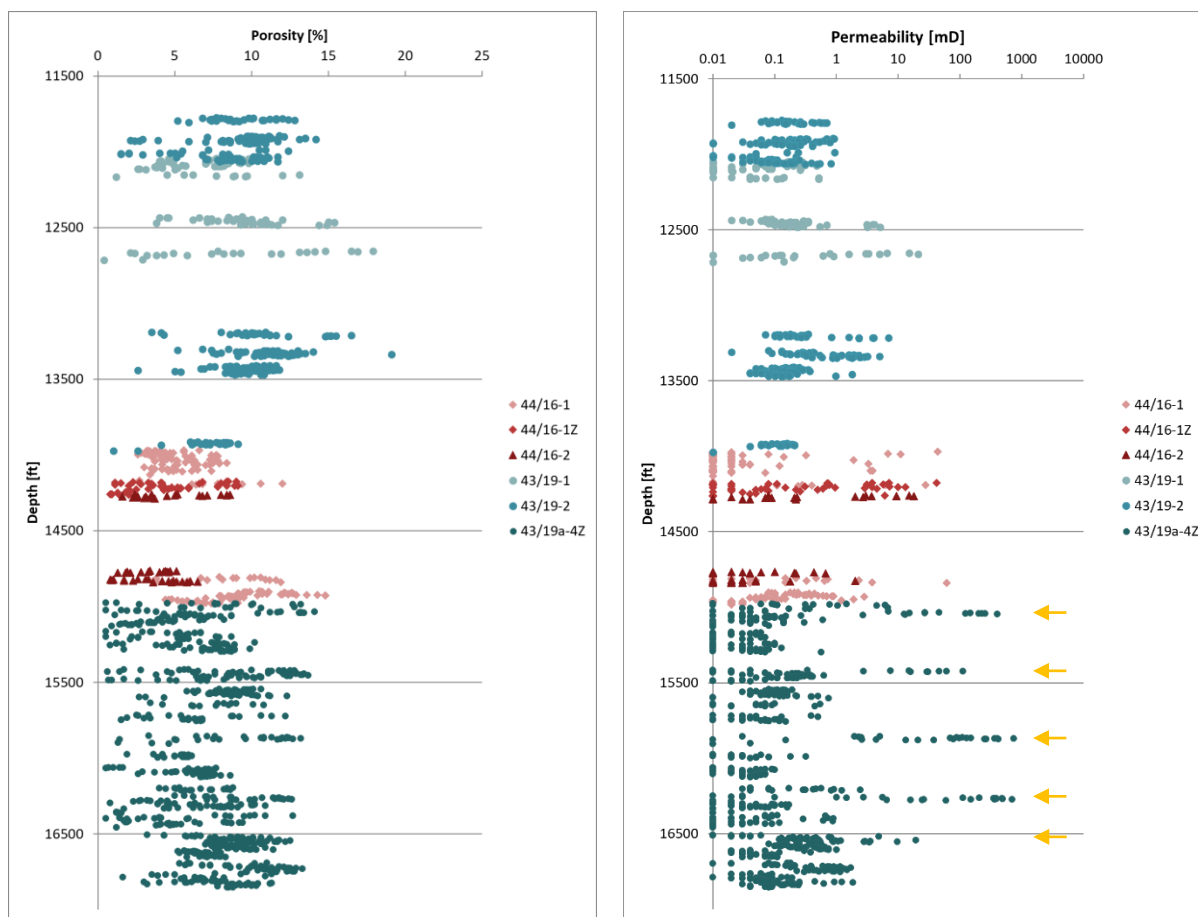 Porosity [%]
0 5 10 15 20 25
11500
12500
13500
14500
15500
16500
Depth [ft]
44/16-1
44/16-1Z
44/16-2
43/19-1
43/19-2
43/19a-4Z
Permeability [mD]
0.01 0.1 1 10 100 1000 10000
11500
12500
13500
14500
15500
16500
Depth [ft]
44/16-1
44/16-1Z
44/16-2
43/19-1
43/19-2
43/19a-4Z